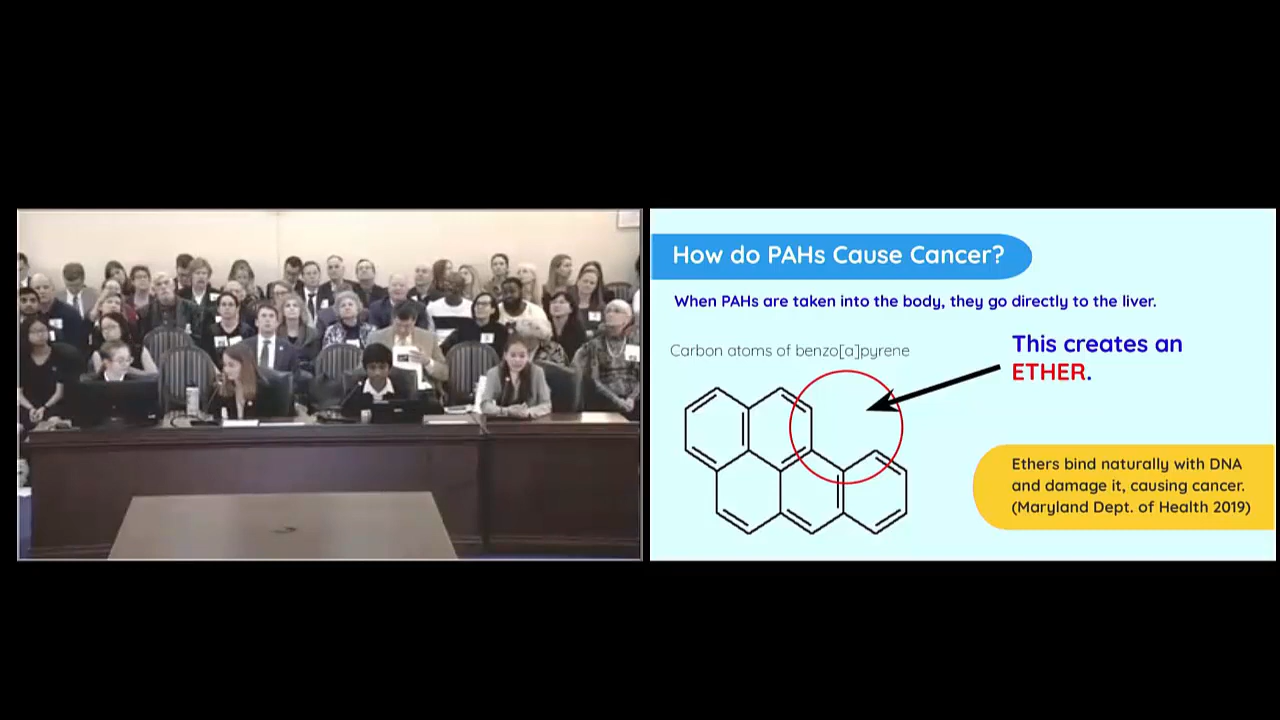 How do PAHs Cause Cancer?
When PAHs are taken into the body, they go directly to the liver.
Carbon atoms of benzo[a]pyrene
This creates an
ETHER.
Ethers bind naturally with DNA
and damage it, causing cancer.
(Maryland Dept. of Health 2019)